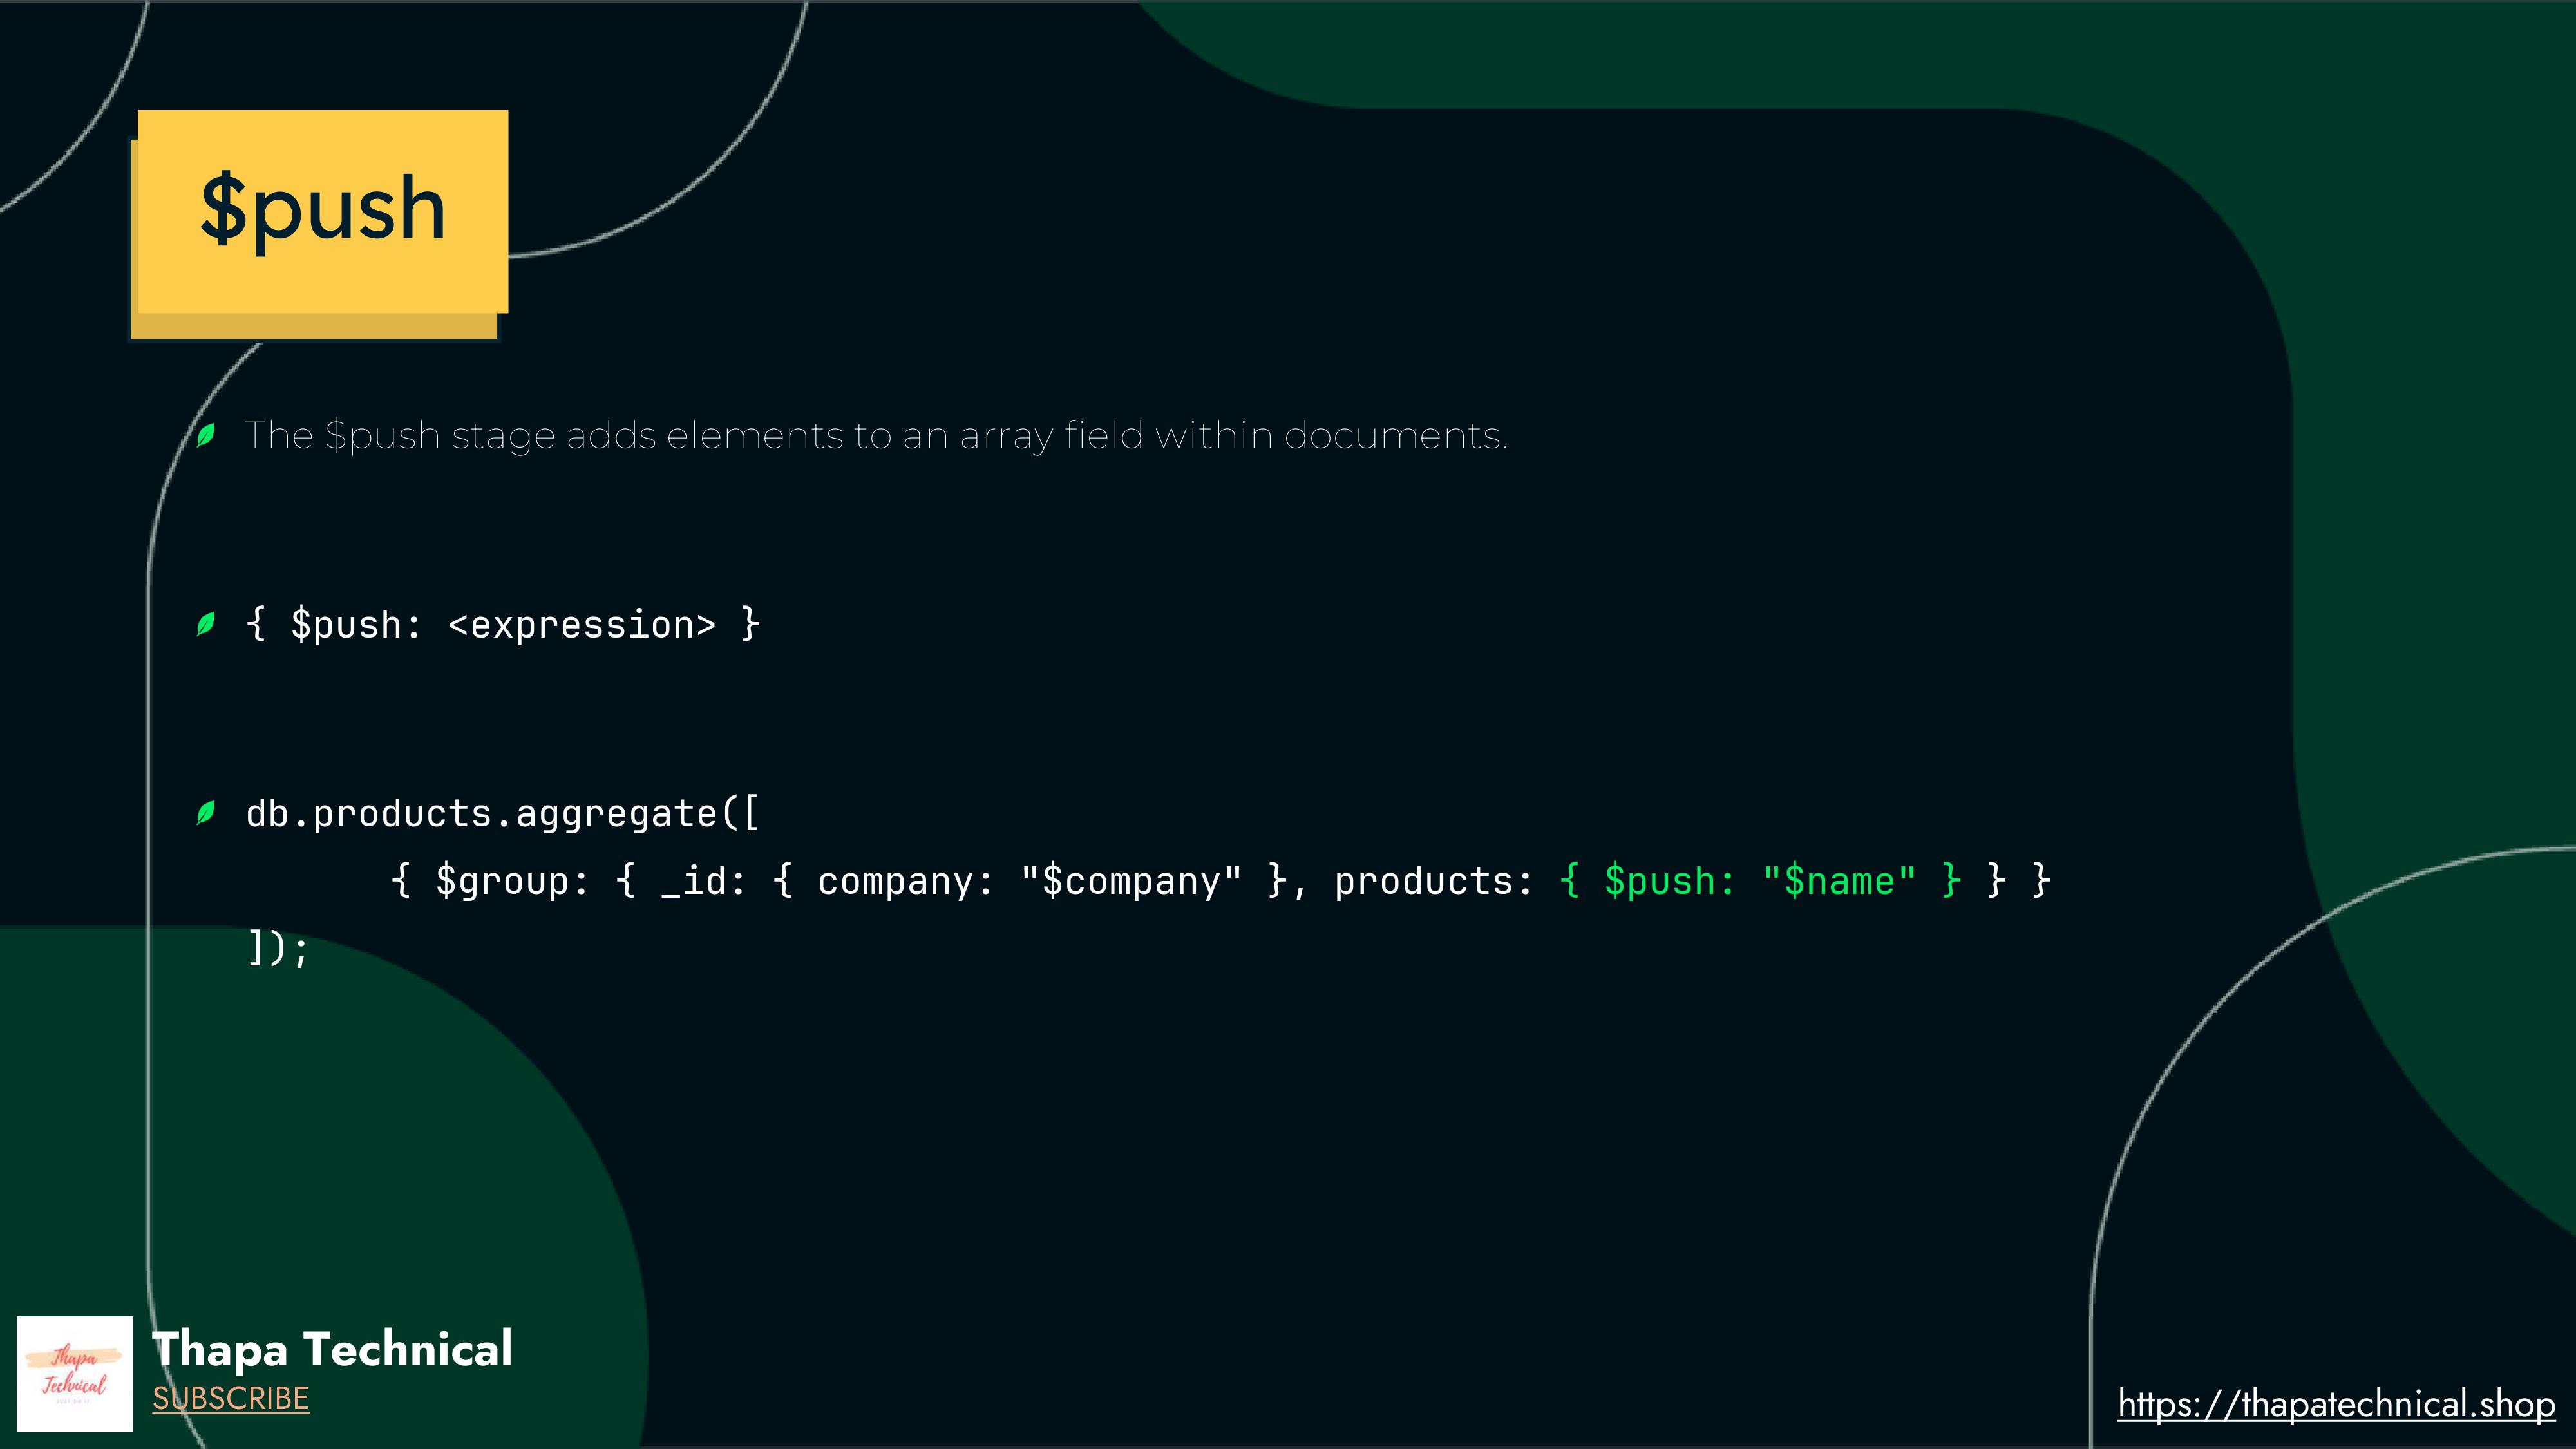 $push
The $push stage adds elements to an array field within documents.
{ $push: <expression> }
db.products.aggregate([
{ $group: { _id: { company: "$company" }, products: { $push: "$name" } } }
]);
Thapa
Technical
Thapa Technical
SUBSCRIBE
https://thapatechnical.shop